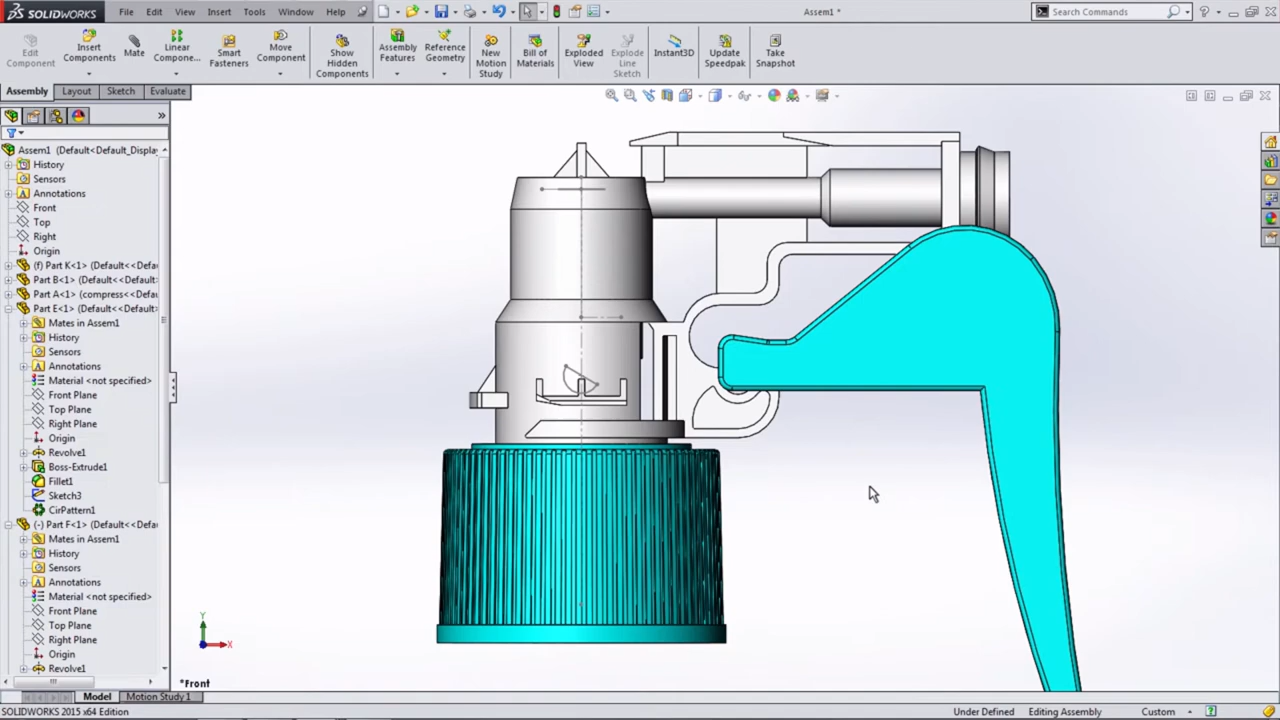 SOLIDWORKS File Edit View Insert Tools Window Help Assem1 * Search Commands
Edit Component
Insert Components
Mate
Linear Compone...
Smart Fasteners
Move Component
Show Hidden Components
Assembly Features
Reference Geometry
New Motion Study
Bill of Materials
Exploded View
Explode Line Sketch
Instant3D
Update Speedpak
Take Snapshot
Assembly Layout Sketch Evaluate
Assem1 (Default<Default_Displa
History
Sensors
Annotations
Front
Top
Right
Origin
(f) Part K<1> (Default<<Defau
Part B<1> (Default<<Default
Part A<1> (compress<<Defau
Part E<1> (Default<<Default
Mates in Assem1
History
Sensors
Annotations
Material <not specified>
Front Plane
Top Plane
Right Plane
Origin
Revolve1
Boss-Extrude1
Fillet1
Sketch3
CirPattern1
(-) Part F<1> (Default<<Defau
Mates in Assem1
History
Sensors
Annotations
Material <not specified>
Front Plane
Top Plane
Right Plane
Origin
Revolve1
Y
X
*Front
Model Motion Study 1
SOLIDWORKS 2015 x64 Edition Under Defined Editing Assembly Custom